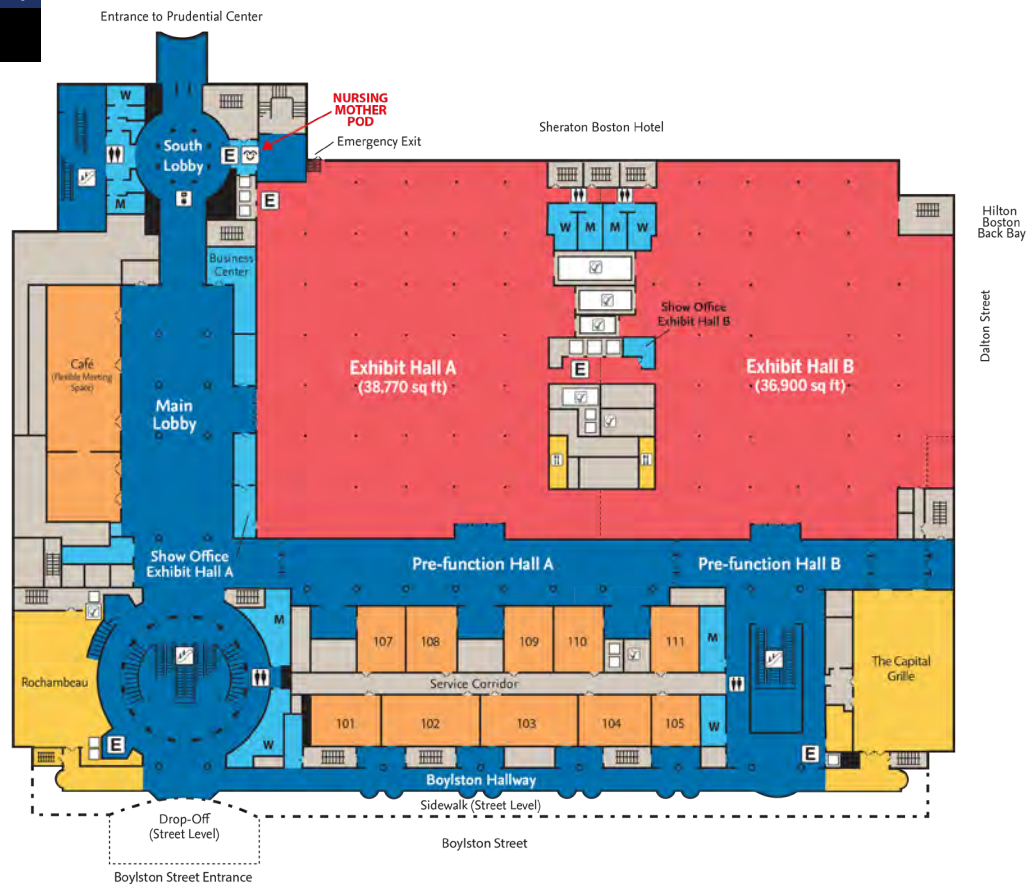 Entrance to Prudential Center
W
NURSING
MOTHER
POD
Sheraton Boston Hotel
Emergency Exit
South
Lobby
E
M
E
W
M
M
W
Hilton
Boston
Back Bay
Business
Center
Dalton Street
Show Office
Exhibit Hall B
Café
(Flexible Meeting
Space)
Exhibit Hall A
(38,770 sq ft)
E
Exhibit Hall B
(36,900 sq ft)
Main
Lobby
Show Office
Exhibit Hall A
Pre-function Hall A
Pre-function Hall B
M
107
108
109
110
111
M
Rochambeau
The Capital
Grille
Service Corridor
101
102
103
104
105
W
E
W
E
Boylston Hallway
Sidewalk (Street Level)
Drop-Off
(Street Level)
Boylston Street
Boylston Street Entrance